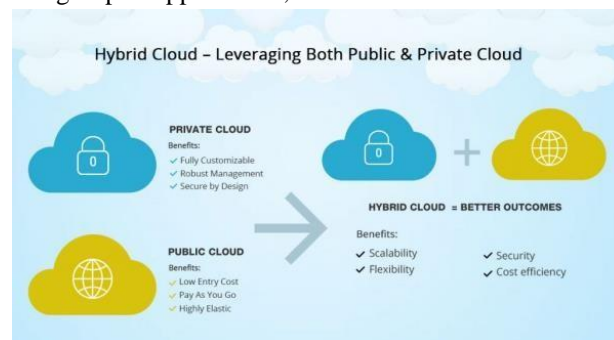 Hybrid Cloud – Leveraging Both Public & Private Cloud
PRIVATE CLOUD
Benefits:
✓ Fully Customizable
✓ Robust Management
✓ Secure by Design
PUBLIC CLOUD
Benefits:
✓ Low Entry Cost
✓ Pay As You Go
✓ Highly Elastic
HYBRID CLOUD = BETTER OUTCOMES
Benefits:
✓ Scalability
✓ Flexibility
✓ Security
✓ Cost efficiency